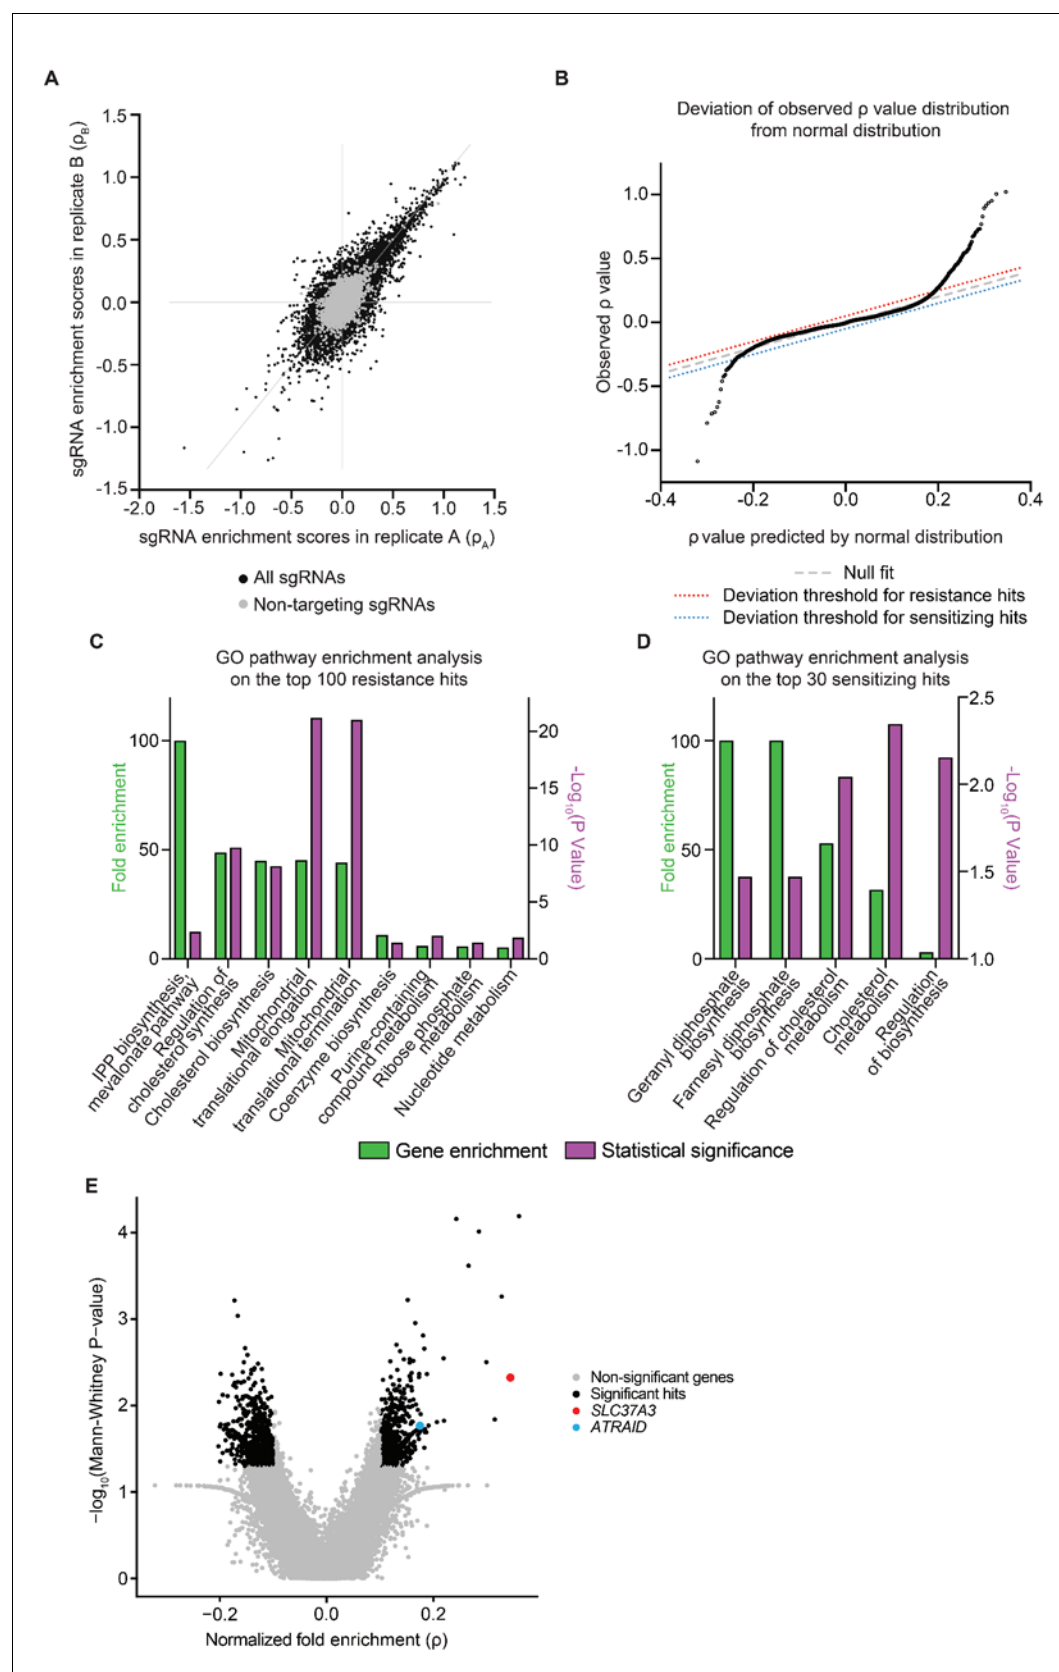 A
1.5
1.0
0.5
0.0
-0.5
-1.0
-1.5
sgRNA enrichment socres in replicate B (ρB)
-2.0 -1.5 -1.0 -0.5 0.0 0.5 1.0 1.5
sgRNA enrichment scores in replicate A (ρA)
All sgRNAs
Non-targeting sgRNAs
B
Deviation of observed ρ value distribution
from normal distribution
1.0
0.5
0.0
-0.5
-1.0
Observed ρ value
-0.4 -0.2 0.0 0.2 0.4
ρ value predicted by normal distribution
Null fit
Deviation threshold for resistance hits
Deviation threshold for sensitizing hits
C
GO pathway enrichment analysis
on the top 100 resistance hits
100
50
0
Fold enrichment
20
15
10
5
0
-Log10(P Value)
IPP biosynthesis,
mevalonate pathway
Regulation of
cholesterol synthesis
Cholesterol biosynthesis
Mitochondrial
translational elongation
Mitochondrial
translational termination
Coenzyme biosynthesis
Purine-containing
compound metabolism
Ribose phosphate
metabolism
Nucleotide metabolism
D
GO pathway enrichment analysis
on the top 30 sensitizing hits
100
50
0
Fold enrichment
2.5
2.0
1.5
1.0
-Log10(P Value)
Geranyl diphosphate
biosynthesis
Farnesyl diphosphate
biosynthesis
Regulation of cholesterol
metabolism
Cholesterol
metabolism
Regulation
of biosynthesis
Gene enrichment
Statistical significance
E
4
3
2
1
0
−log10(Mann-Whitney P−value)
−0.2 0.0 0.2
Normalized fold enrichment (ρ)
Non-significant genes
Significant hits
SLC37A3
ATRAID